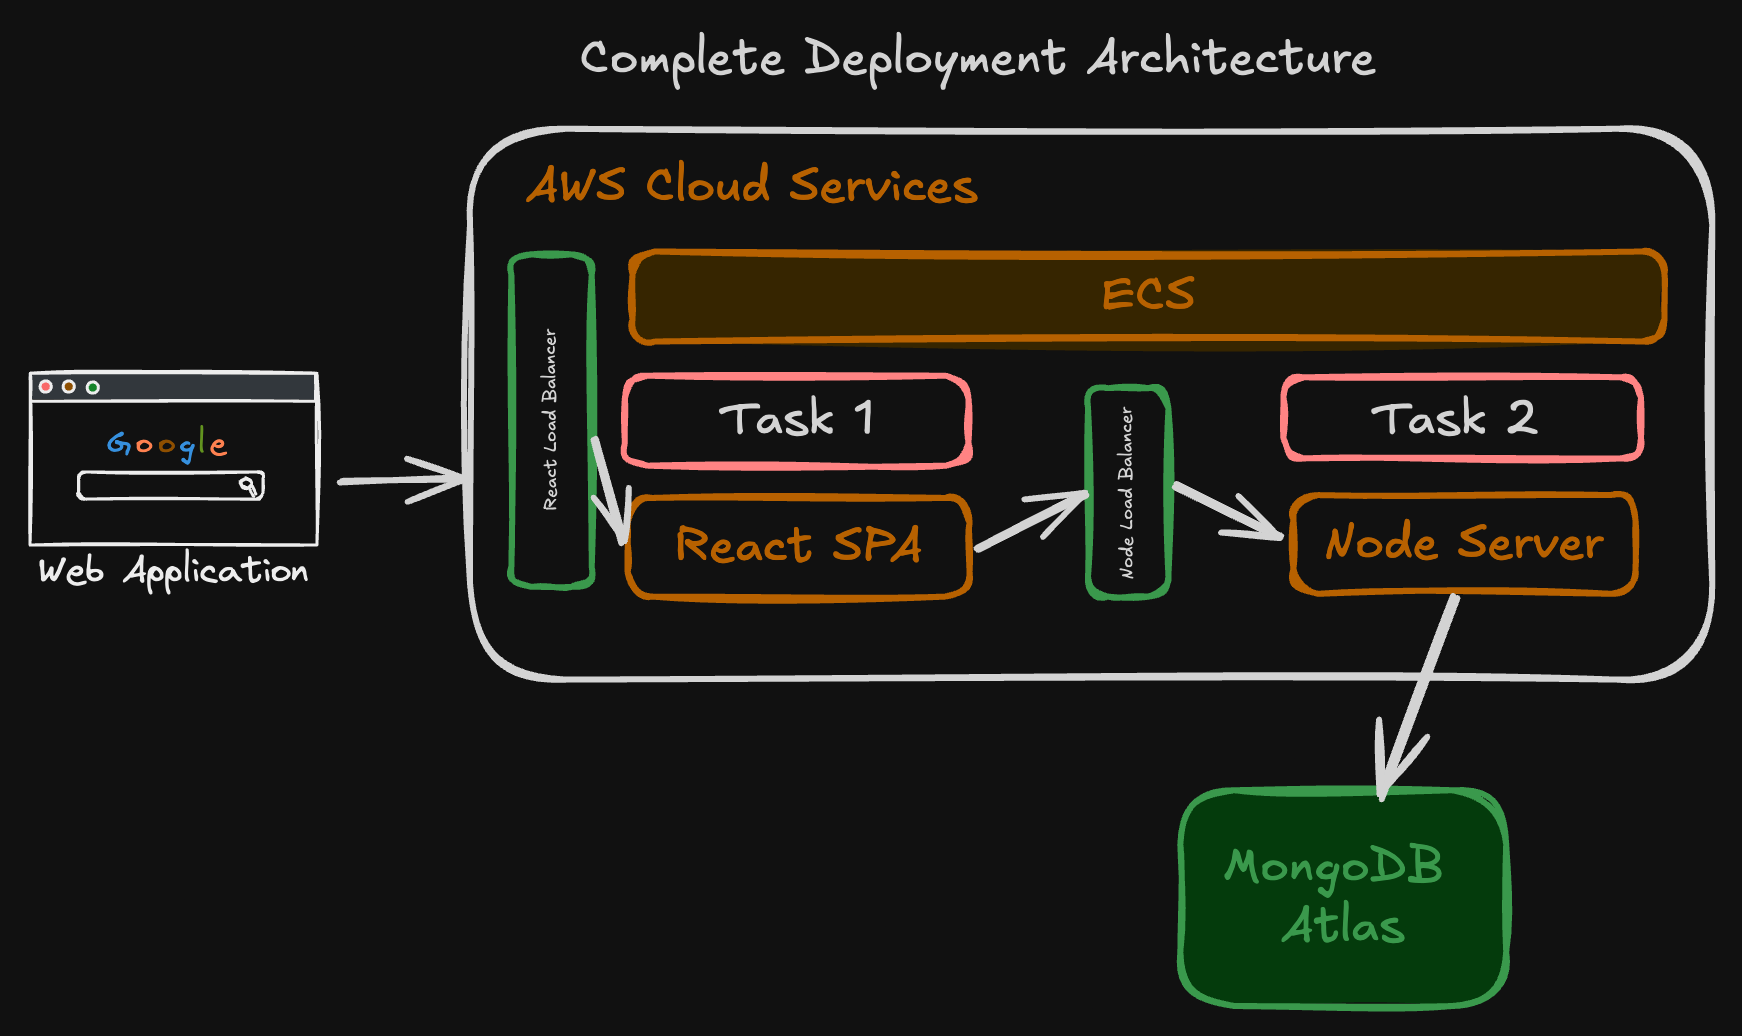 Complete Deployment Architecture
AWS Cloud Services
ECS
React Load Balancer
Task 1
Node Load Balancer
Task 2
Google
Web Application
React SPA
Node Server
MongoDB
Atlas